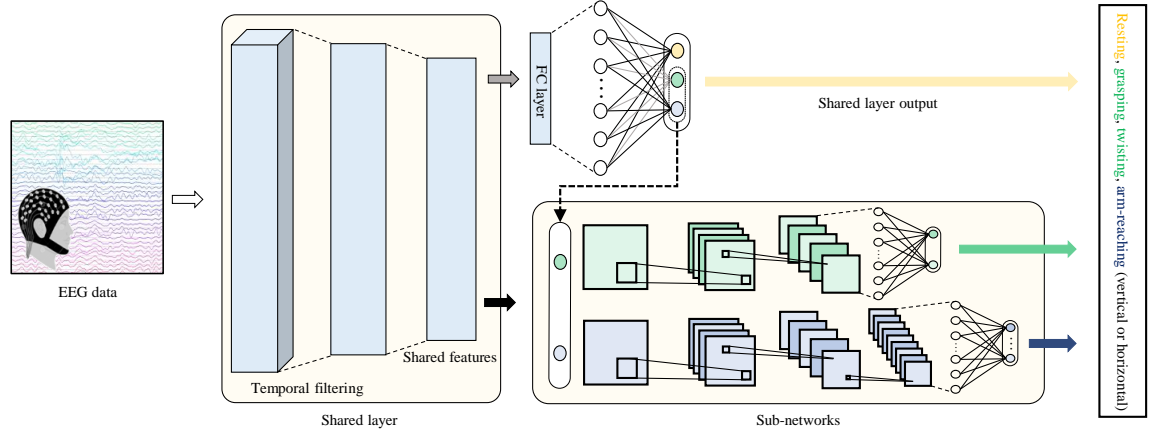 EEG data
Temporal filtering
Shared features
Shared layer
FC layer
Shared layer output
Sub-networks
Resting, grasping, twisting, arm-reaching (vertical or horizontal)